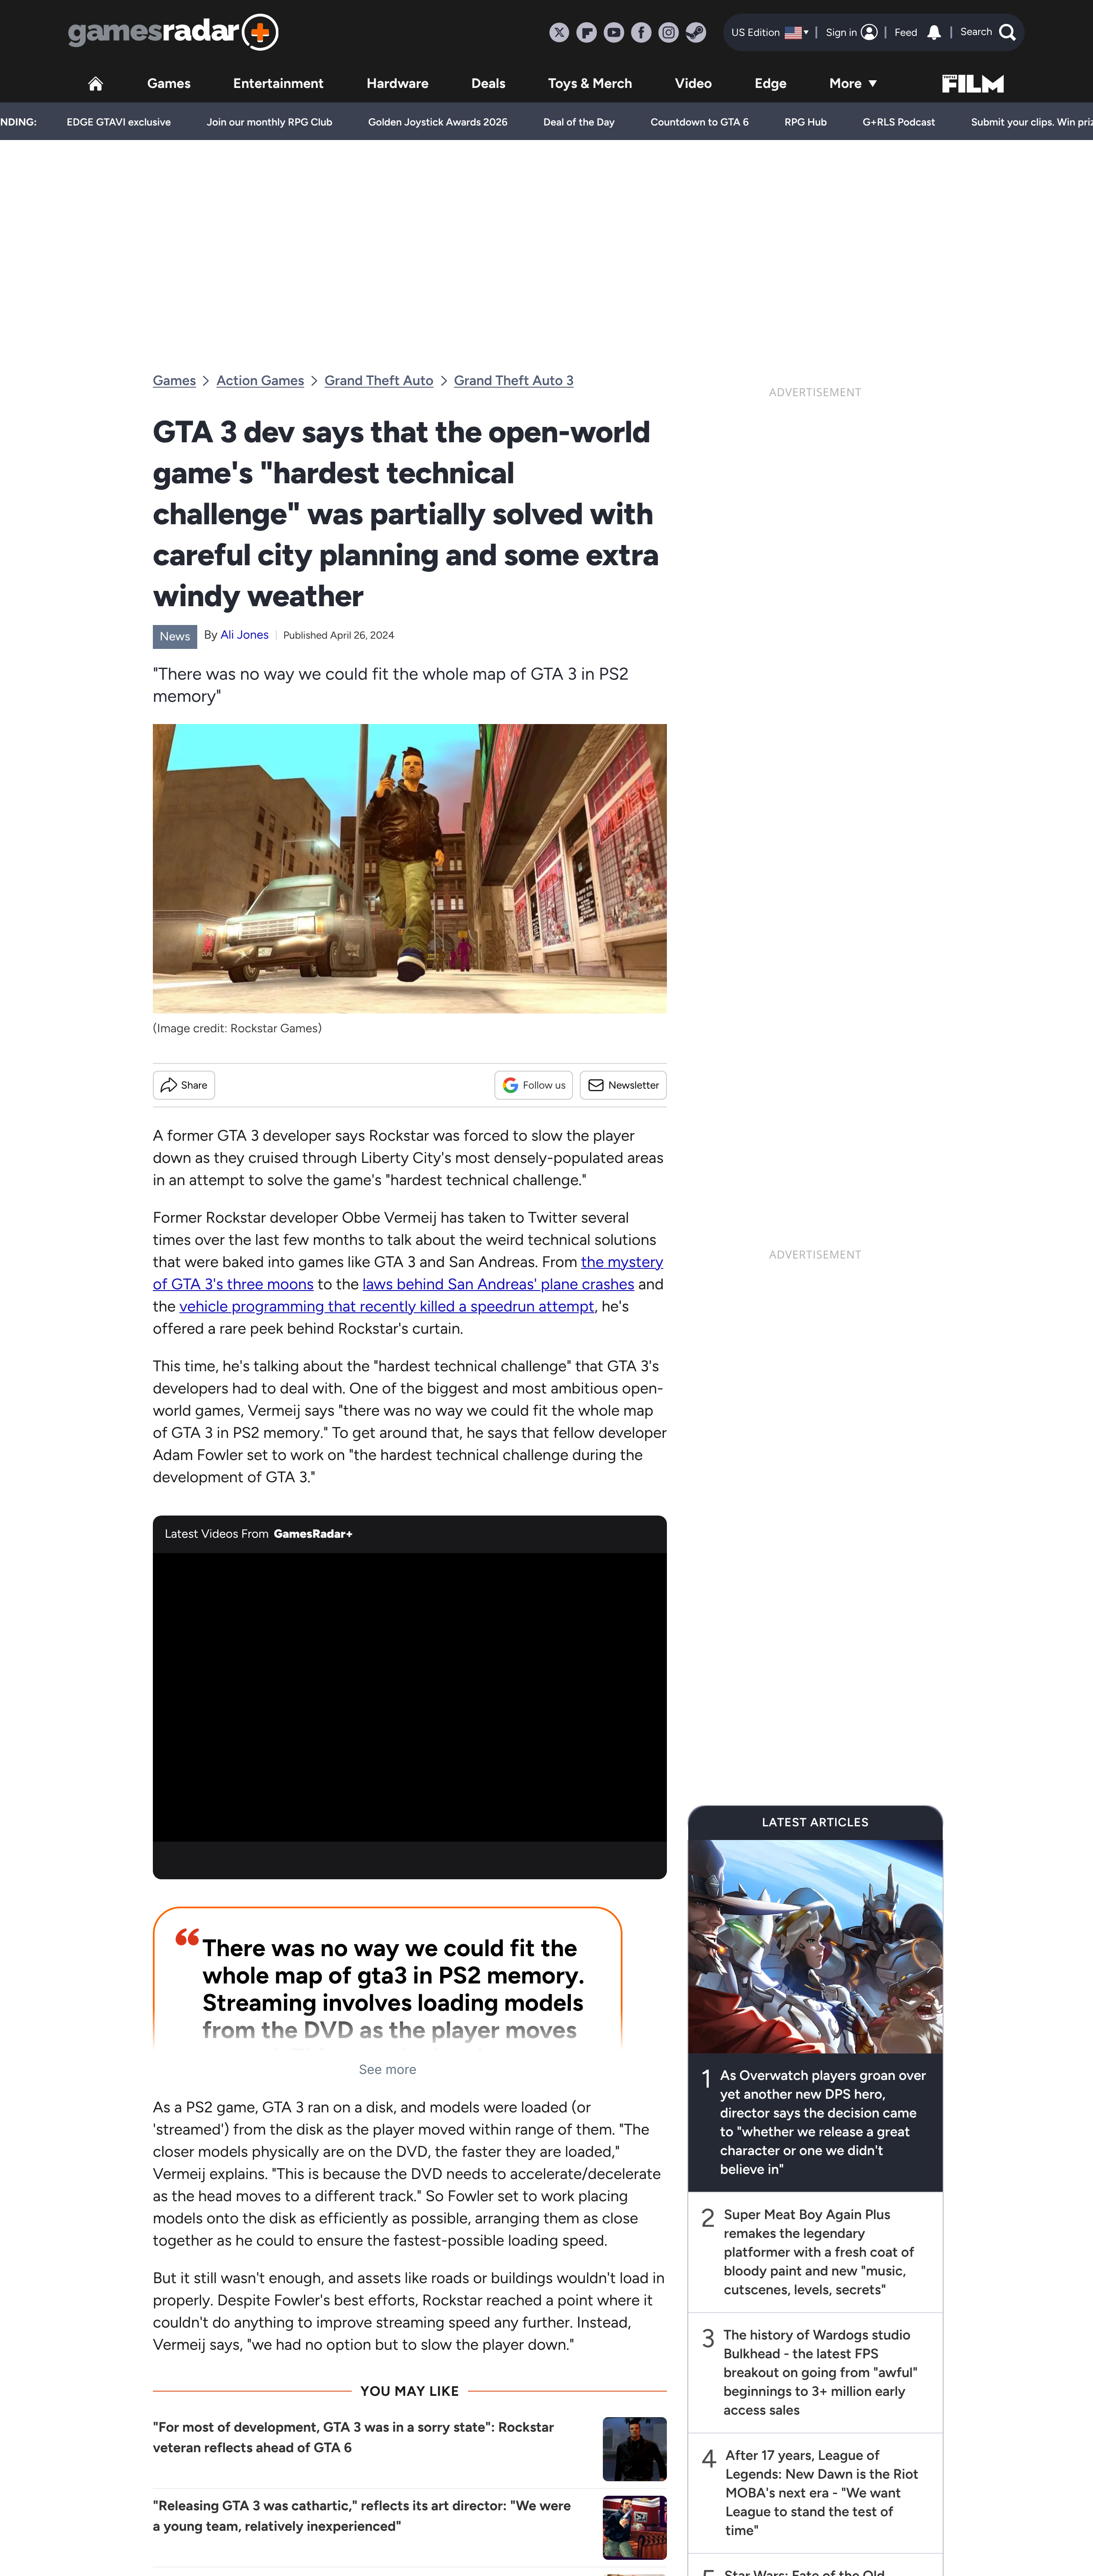 gamesradar+
US Edition
Sign in
Feed
Search
Games
Entertainment
Hardware
Deals
Toys & Merch
Video
Edge
More
FILM
NDING:
EDGE GTAVI exclusive
Join our monthly RPG Club
Golden Joystick Awards 2026
Deal of the Day
Countdown to GTA 6
RPG Hub
G+RLS Podcast
Submit your clips. Win priz
Games > Action Games > Grand Theft Auto > Grand Theft Auto 3
ADVERTISEMENT
GTA 3 dev says that the open-world
game's "hardest technical
challenge" was partially solved with
careful city planning and some extra
windy weather
News
By Ali Jones
Published April 26, 2024
"There was no way we could fit the whole map of GTA 3 in PS2
memory"
VIDEO
(Image credit: Rockstar Games)
Share
Follow us
Newsletter
A former GTA 3 developer says Rockstar was forced to slow the player
down as they cruised through Liberty City's most densely-populated areas
in an attempt to solve the game's "hardest technical challenge."
Former Rockstar developer Obbe Vermeij has taken to Twitter several
times over the last few months to talk about the weird technical solutions
that were baked into games like GTA 3 and San Andreas. From the mystery
of GTA 3's three moons to the laws behind San Andreas' plane crashes and
the vehicle programming that recently killed a speedrun attempt, he's
offered a rare peek behind Rockstar's curtain.
This time, he's talking about the "hardest technical challenge" that GTA 3's
developers had to deal with. One of the biggest and most ambitious open-
world games, Vermeij says "there was no way we could fit the whole map
of GTA 3 in PS2 memory." To get around that, he says that fellow developer
Adam Fowler set to work on "the hardest technical challenge during the
development of GTA 3."
ADVERTISEMENT
Latest Videos From GamesRadar+
There was no way we could fit the
whole map of gta3 in PS2 memory.
Streaming involves loading models
from the DVD as the player moves
See more
As a PS2 game, GTA 3 ran on a disk, and models were loaded (or
'streamed') from the disk as the player moved within range of them. "The
closer models physically are on the DVD, the faster they are loaded,"
Vermeij explains. "This is because the DVD needs to accelerate/decelerate
as the head moves to a different track." So Fowler set to work placing
models onto the disk as efficiently as possible, arranging them as close
together as he could to ensure the fastest-possible loading speed.
But it still wasn't enough, and assets like roads or buildings wouldn't load in
properly. Despite Fowler's best efforts, Rockstar reached a point where it
couldn't do anything to improve streaming speed any further. Instead,
Vermeij says, "we had no option but to slow the player down."
YOU MAY LIKE
"For most of development, GTA 3 was in a sorry state": Rockstar
veteran reflects ahead of GTA 6
"Releasing GTA 3 was cathartic," reflects its art director: "We were
a young team, relatively inexperienced"
LATEST ARTICLES
1
As Overwatch players groan over
yet another new DPS hero,
director says the decision came
to "whether we release a great
character or one we didn't
believe in"
2
Super Meat Boy Again Plus
remakes the legendary
platformer with a fresh coat of
bloody paint and new "music,
cutscenes, levels, secrets"
3
The history of Wardogs studio
Bulkhead - the latest FPS
breakout on going from "awful"
beginnings to 3+ million early
access sales
4
After 17 years, League of
Legends: New Dawn is the Riot
MOBA's next era - "We want
League to stand the test of
time"
5
Star Wars: Fate of the Old